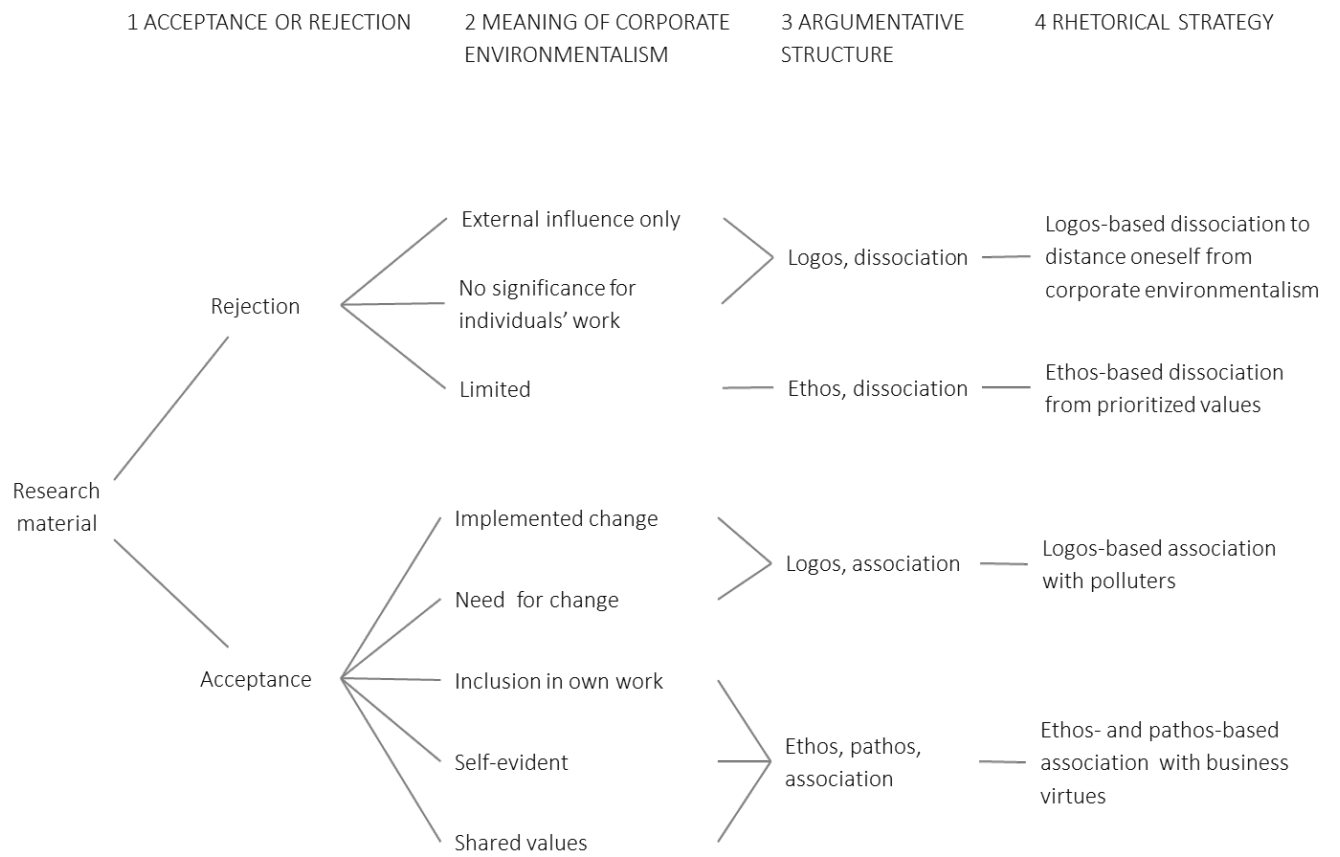 1 ACCEPTANCE OR REJECTION
2 MEANING OF CORPORATE
ENVIRONMENTALISM
3 ARGUMENTATIVE
STRUCTURE
4 RHETORICAL STRATEGY
Research
material
Rejection
External influence only
No significance for
individuals' work
Limited
Logos, dissociation
Ethos, dissociation
Logos-based dissociation to
distance oneself from
corporate environmentalism
Ethos-based dissociation
from prioritized values
Acceptance
Implemented change
Need  for change
Inclusion in own work
Self-evident
Shared values
Logos, association
Ethos, pathos,
association
Logos-based association
with polluters
Ethos- and pathos-based
association  with business
virtues